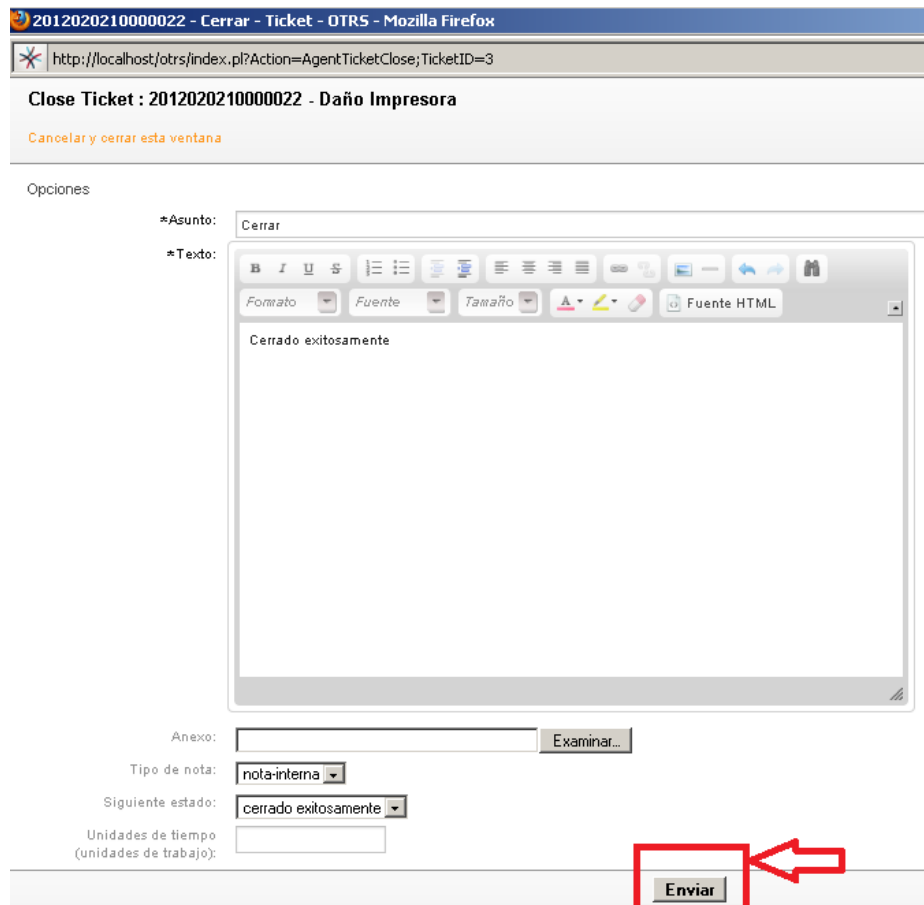 2012020210000022 - Cerrar - Ticket - OTRS - Mozilla Firefox
http://localhost/otrs/index.pl?Action=AgentTicketClose;TicketID=3
Close Ticket : 2012020210000022 - Daño Impresora
Cancelar y cerrar esta ventana
Opciones
*Asunto: Cerrar
*Texto:
B I U S
Formato Fuente Tamaño A Fuente HTML
Cerrado exitosamente
Anexo: Examinar...
Tipo de nota: nota-interna
Siguiente estado: cerrado exitosamente
Unidades de tiempo
(unidades de trabajo):
Enviar